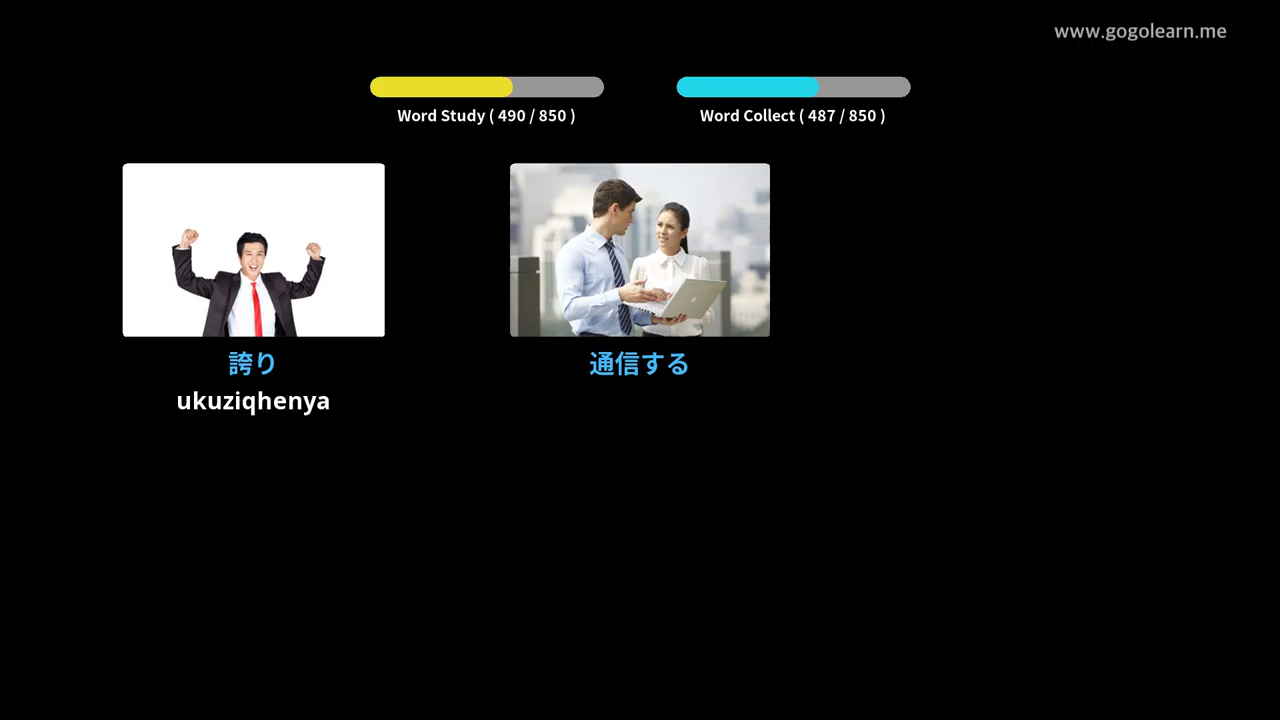 www.gogolearn.me
Word Study ( 490 / 850 )
Word Collect ( 487 / 850 )
誇り
通信する
ukuziqhenya